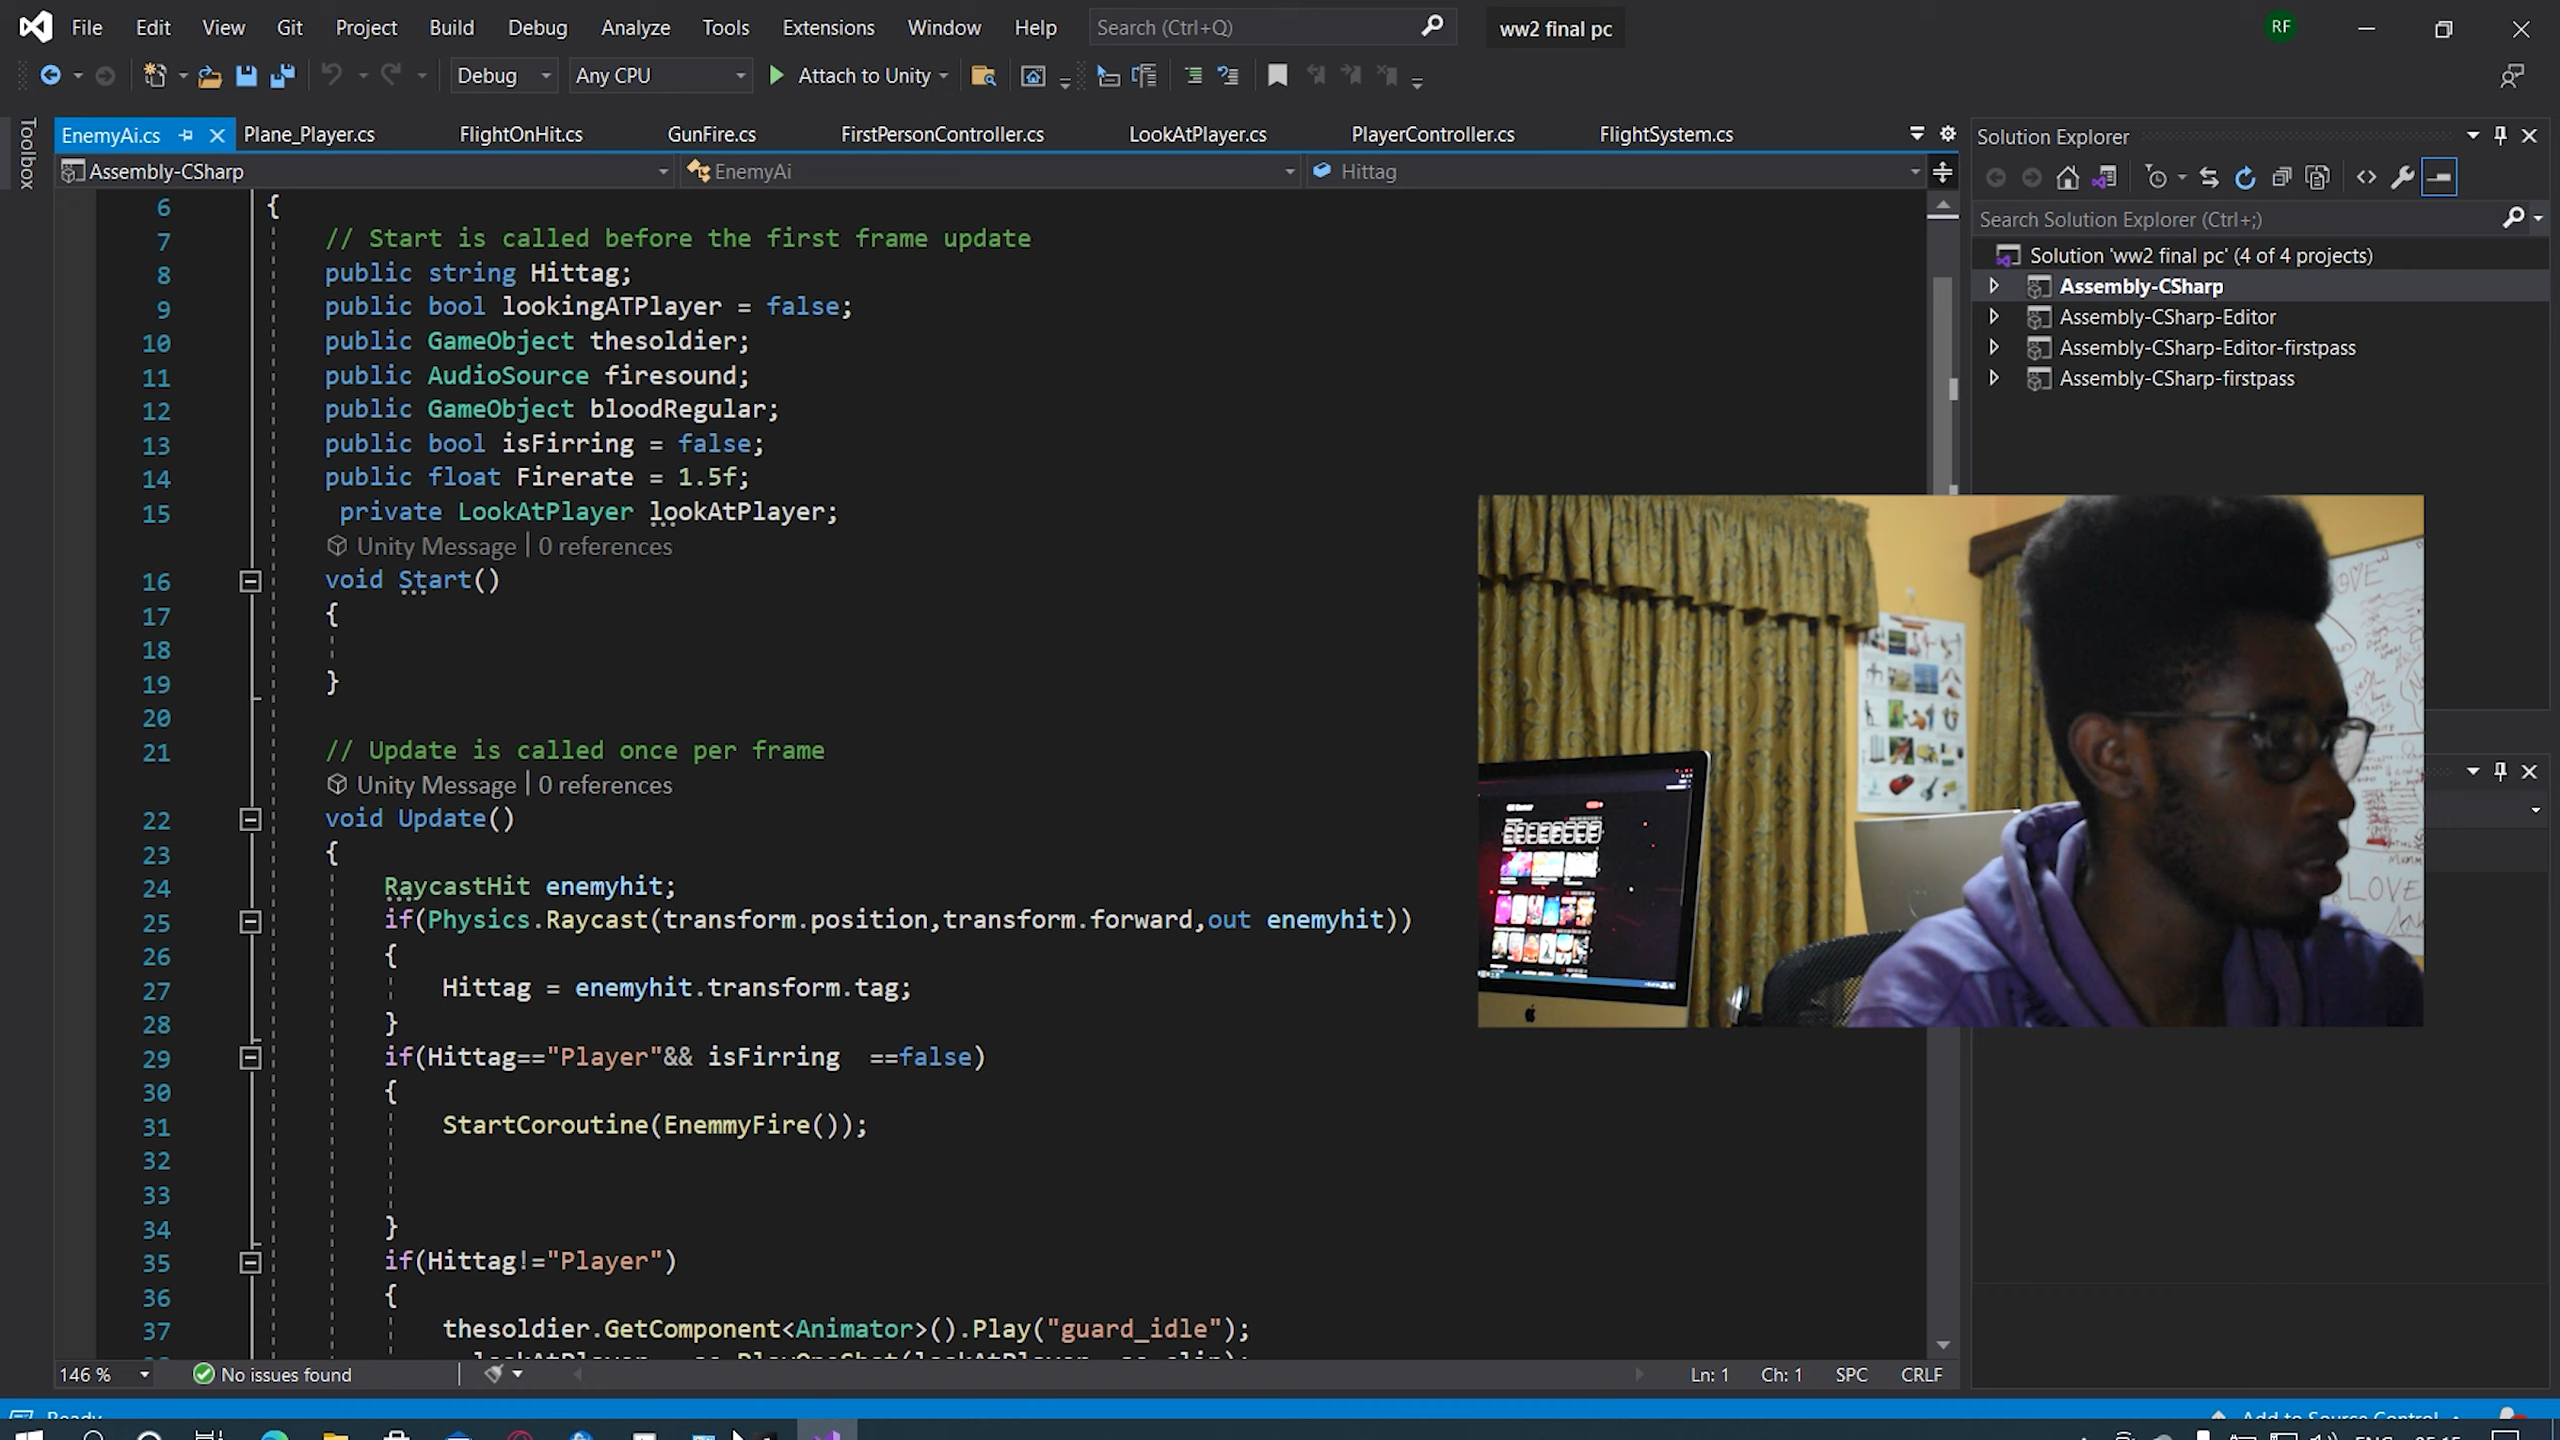 File Edit View Git Project Build Debug Analyze Tools Extensions Window Help Search (Ctrl+Q) ww2 final pc RF
Debug Any CPU Attach to Unity
Toolbox
EnemyAi.cs Plane_Player.cs FlightOnHit.cs GunFire.cs FirstPersonController.cs LookAtPlayer.cs PlayerController.cs FlightSystem.cs
Assembly-CSharp EnemyAi Hittag
6 {
7 // Start is called before the first frame update
8 public string Hittag;
9 public bool lookingATPlayer = false;
10 public GameObject thesoldier;
11 public AudioSource firesound;
12 public GameObject bloodRegular;
13 public bool isFirring = false;
14 public float Firerate = 1.5f;
15 private LookAtPlayer lookAtPlayer;
Unity Message | 0 references
16 void Start()
17 {
18
19 }
20
21 // Update is called once per frame
Unity Message | 0 references
22 void Update()
23 {
24 RaycastHit enemyhit;
25 if(Physics.Raycast(transform.position,transform.forward,out enemyhit))
26 {
27 Hittag = enemyhit.transform.tag;
28 }
29 if(Hittag=="Player"&& isFirring ==false)
30 {
31 StartCoroutine(EnemmyFire());
32
33
34 }
35 if(Hittag!="Player")
36 {
37 thesoldier.GetComponent<Animator>().Play("guard_idle");
146 % No issues found Ln: 1 Ch: 1 SPC CRLF
Ready Add to Source Control
Solution Explorer
Search Solution Explorer (Ctrl+;)
Solution 'ww2 final pc' (4 of 4 projects)
Assembly-CSharp
Assembly-CSharp-Editor
Assembly-CSharp-Editor-firstpass
Assembly-CSharp-firstpass
LOVE
LOVE